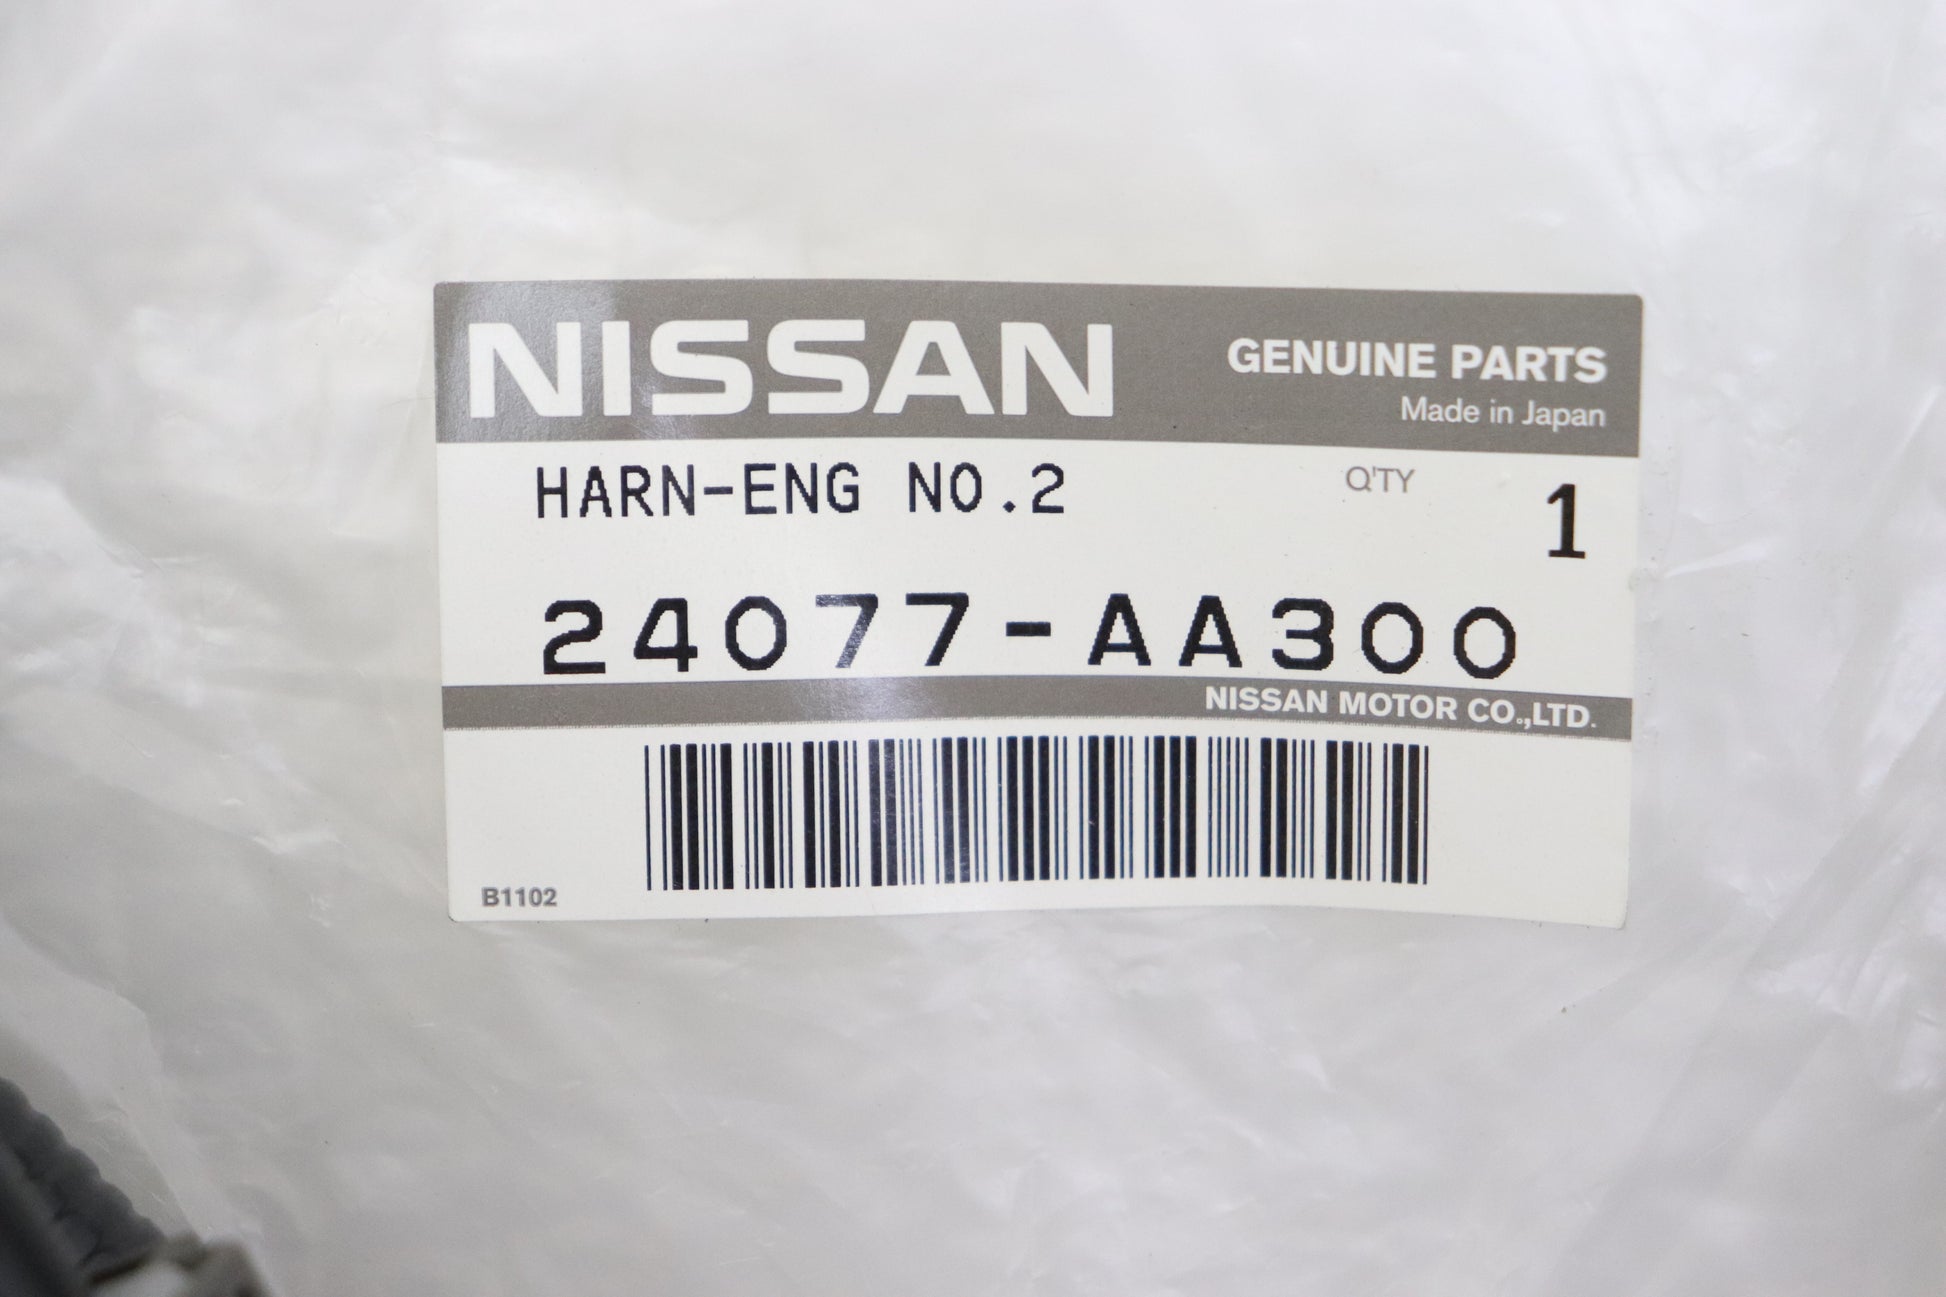 NISSAN
GENUINE PARTS
Made in Japan
HARN-ENG NO.2
Q'TY
1
24077-AA300
NISSAN MOTOR CO.,LTD.
B1102